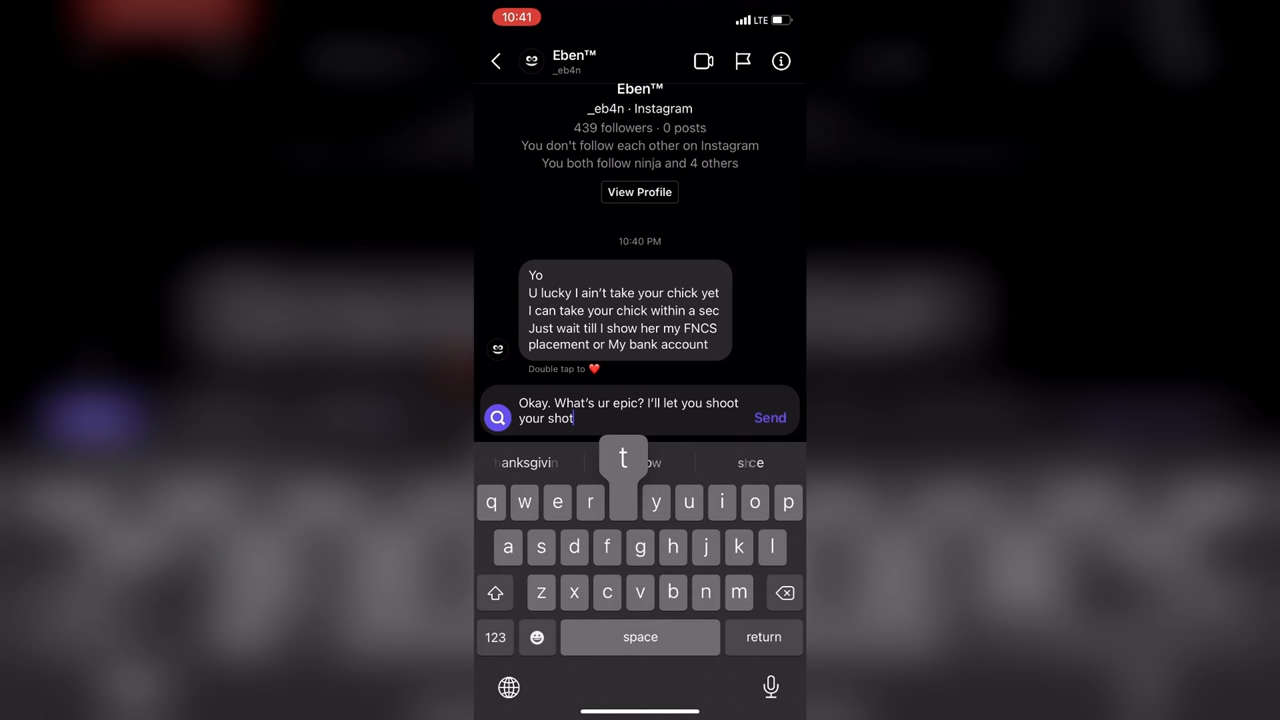 10:41
LTE
Eben™
_eb4n
Eben™
_eb4n · Instagram
439 followers · 0 posts
You don't follow each other on Instagram
You both follow ninja and 4 others
View Profile
10:40 PM
Yo
U lucky I ain’t take your chick yet
I can take your chick within a sec
Just wait till I show her my FNCS
placement or My bank account
Double tap to ❤️
Okay. What’s ur epic? I’ll let you shoot
your shot
Send
t
q w e r y u i o p
a s d f g h j k l
z x c v b n m
123 space return